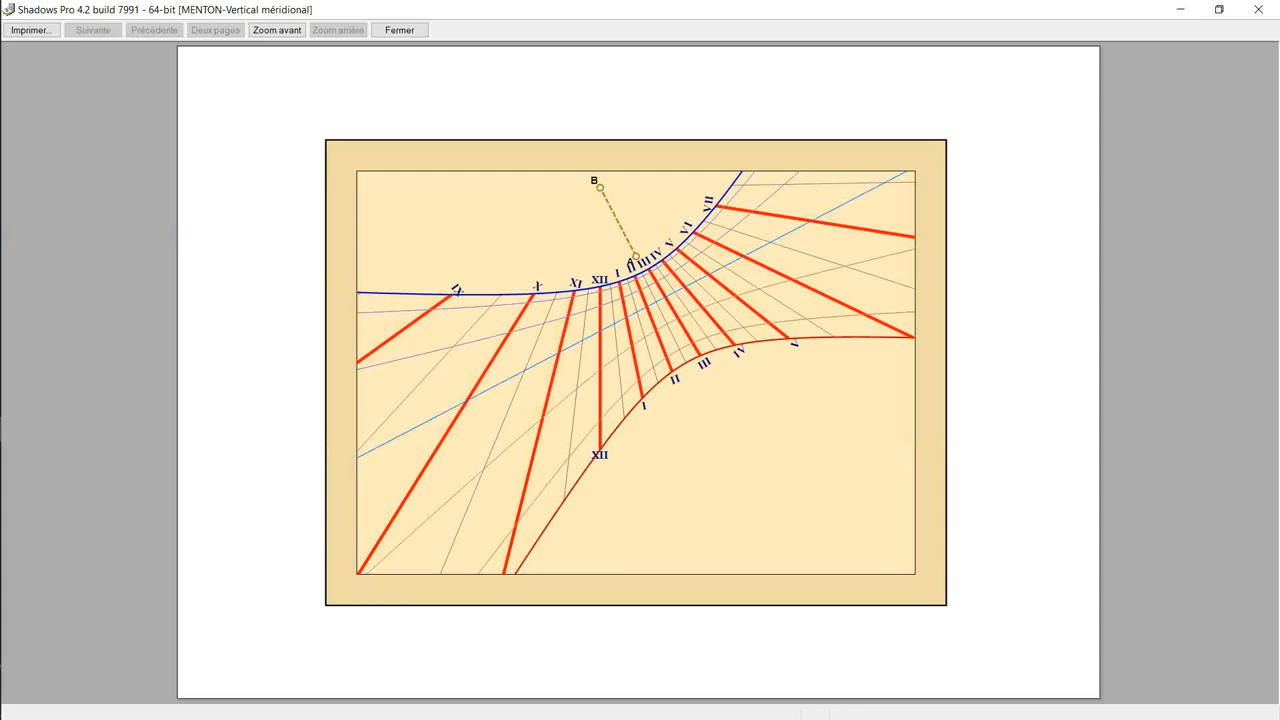 Shadows Pro 4.2 build 7991 - 64-bit [MENTON-Vertical méridional]
Imprimer... Suivante Précédente Deux pages Zoom avant Zoom arrière Fermer
B
VII
VI
V
IV
III
II
A
I
XII
XI
X
IX
V
IV
III
II
I
XII